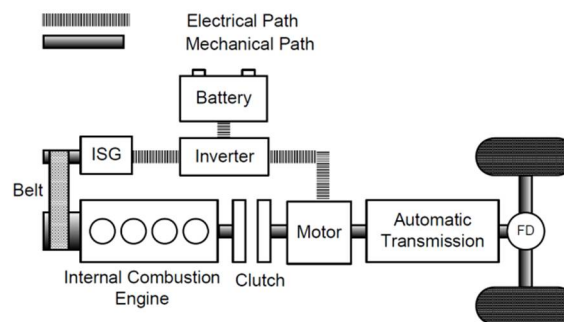 Electrical Path
Mechanical Path
Battery
ISG
Inverter
Belt
Motor
Automatic
Transmission
FD
Internal Combustion
Engine
Clutch